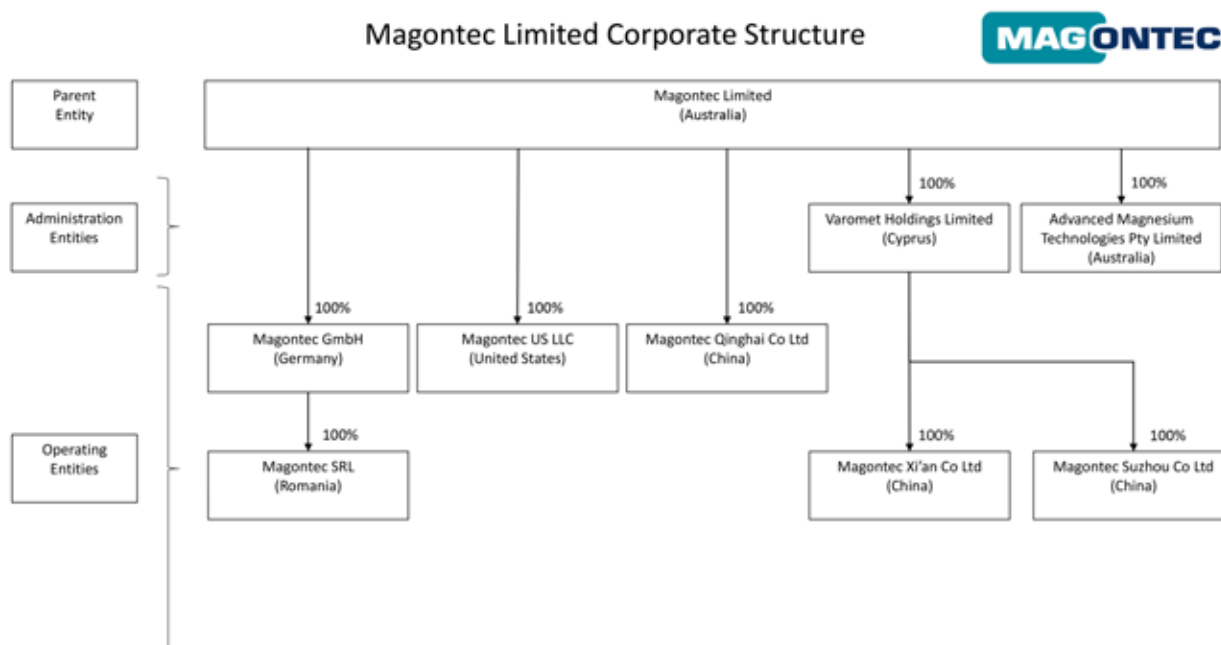 Magontec Limited Corporate Structure
MAGONTEC
Parent
Entity
Magontec Limited
(Australia)
100%
100%
Administration
Entities
Varomet Holdings Limited
(Cyprus)
Advanced Magnesium
Technologies Pty Limited
(Australia)
100%
100%
100%
Magontec GmbH
(Germany)
Magontec US LLC
(United States)
Magontec Qinghai Co Ltd
(China)
100%
100%
100%
Operating
Entities
Magontec SRL
(Romania)
Magontec Xi'an Co Ltd
(China)
Magontec Suzhou Co Ltd
(China)